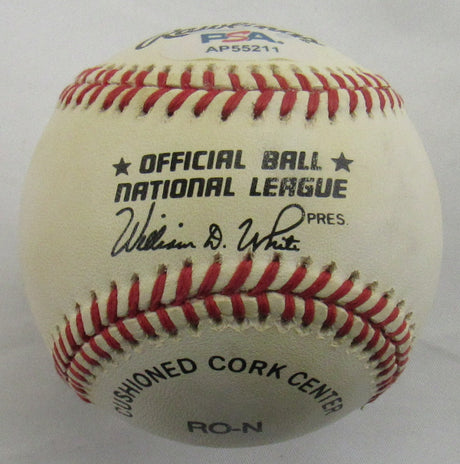 Rawlings
PSA
AP55211
★ OFFICIAL BALL ★
NATIONAL LEAGUE
William D. White PRES.
CUSHIONED CORK CENTER
RO-N